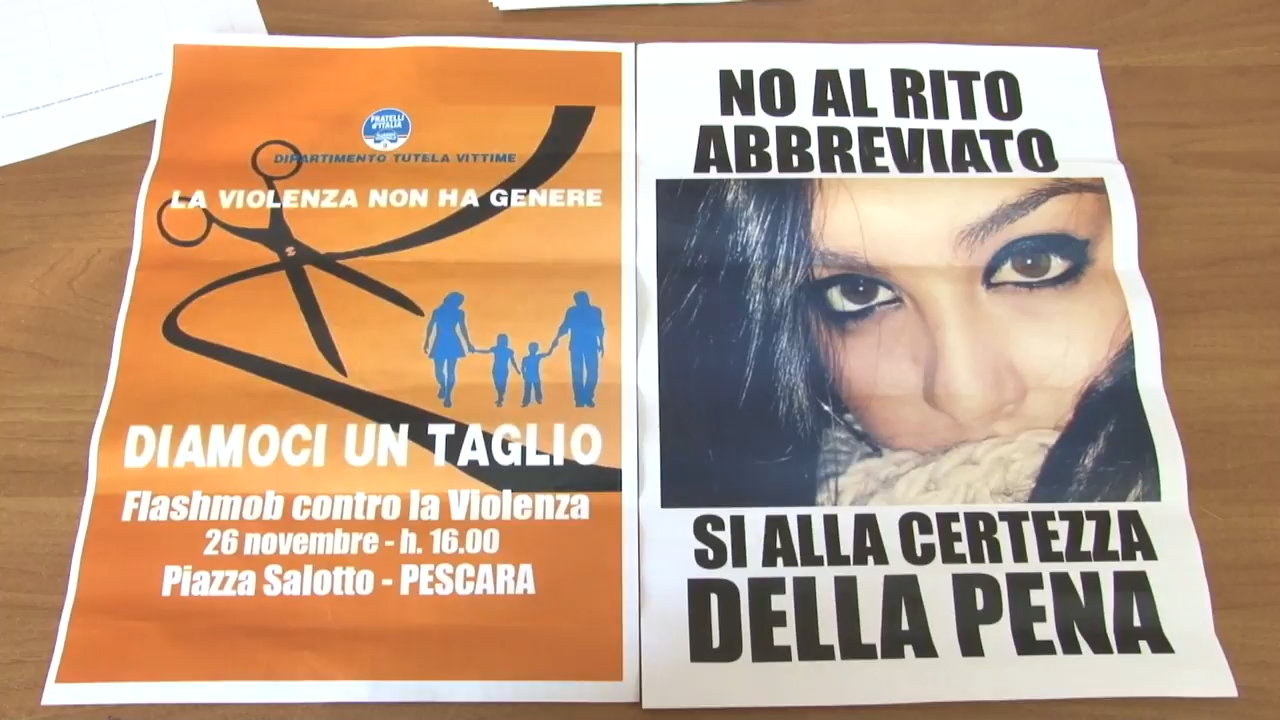 FRATELLI
d'ITALIA
DIPARTIMENTO TUTELA VITTIME
LA VIOLENZA NON HA GENERE
DIAMOCI UN TAGLIO
Flashmob contro la Violenza
26 novembre - h. 16.00
Piazza Salotto - PESCARA
NO AL RITO
ABBREVIATO
SI ALLA CERTEZZA
DELLA PENA